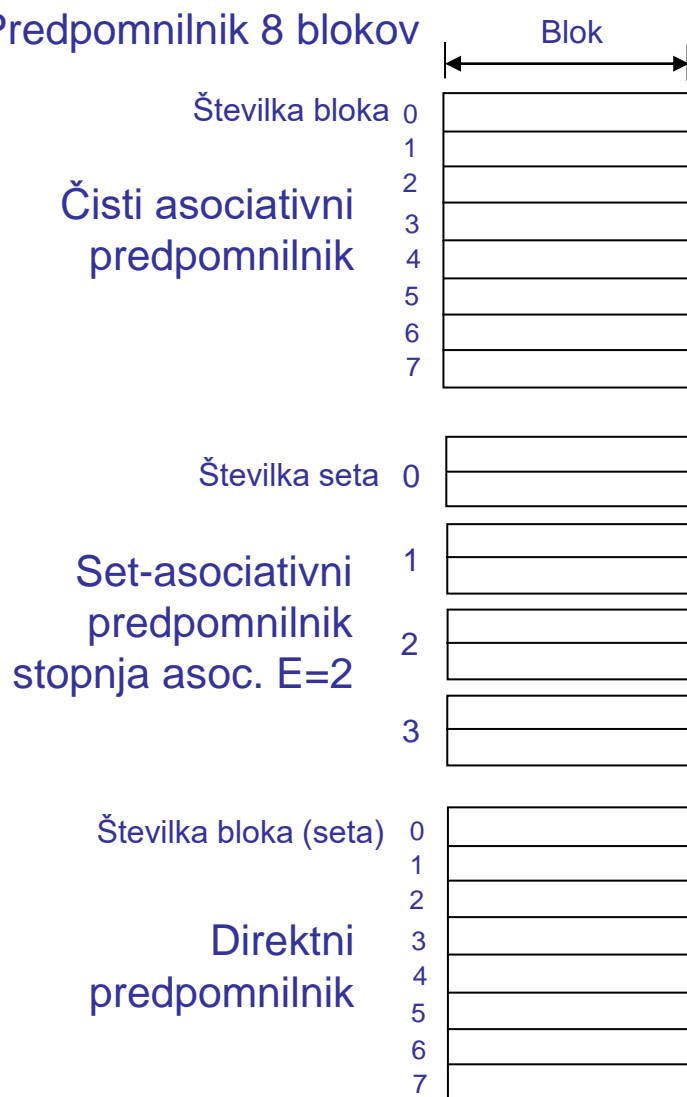 Predpomnilnik 8 blokov
Blok
Številka bloka 0
1
2
3
4
5
6
7
Čisti asociativni
predpomnilnik
Številka seta 0
1
2
3
Set-asociativni
predpomnilnik
stopnja asoc. E=2
Številka bloka (seta) 0
1
2
3
4
5
6
7
Direktni
predpomnilnik